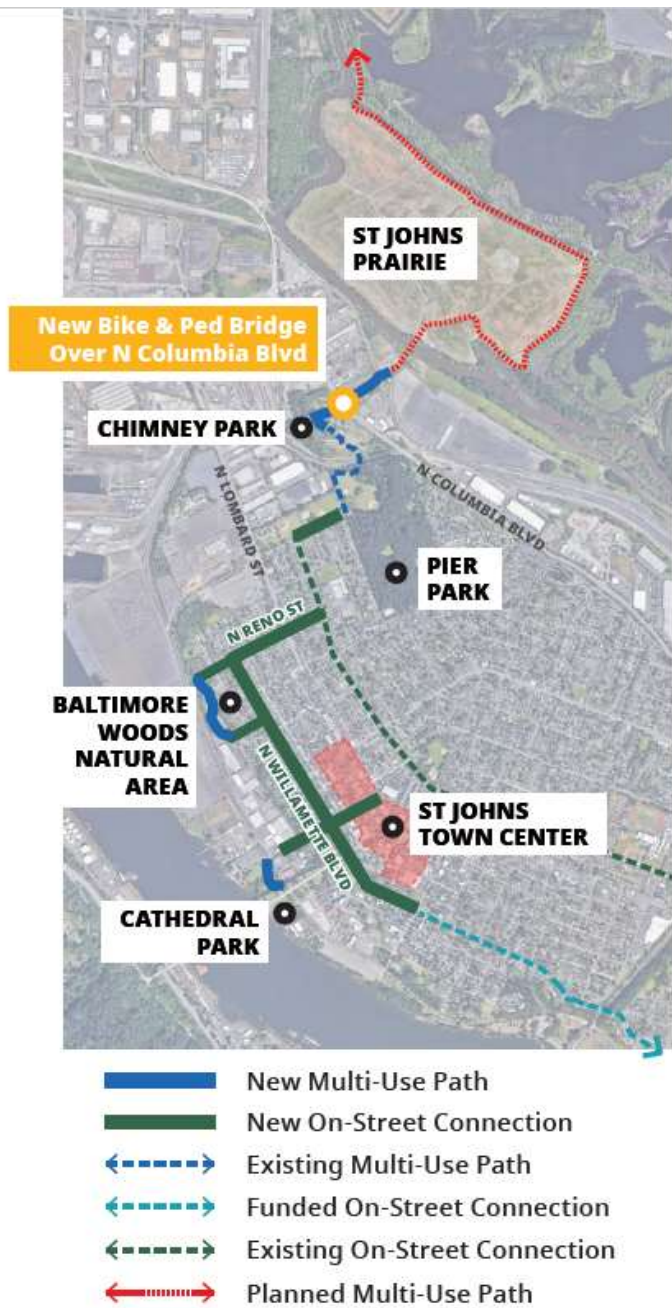 ST JOHNS
PRAIRIE
New Bike & Ped Bridge
Over N Columbia Blvd
CHIMNEY PARK
N LOMBARD ST
N COLUMBIA BLVD
PIER
PARK
N RENO ST
BALTIMORE
WOODS
NATURAL
AREA
N WILLAMETTE BLVD
ST JOHNS
TOWN CENTER
CATHEDRAL
PARK
New Multi-Use Path
New On-Street Connection
Existing Multi-Use Path
Funded On-Street Connection
Existing On-Street Connection
Planned Multi-Use Path